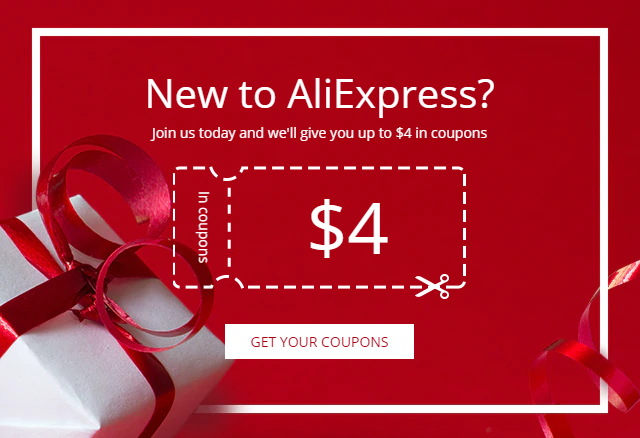 New to AliExpress?
Join us today and we'll give you up to $4 in coupons
In coupons
$4
GET YOUR COUPONS